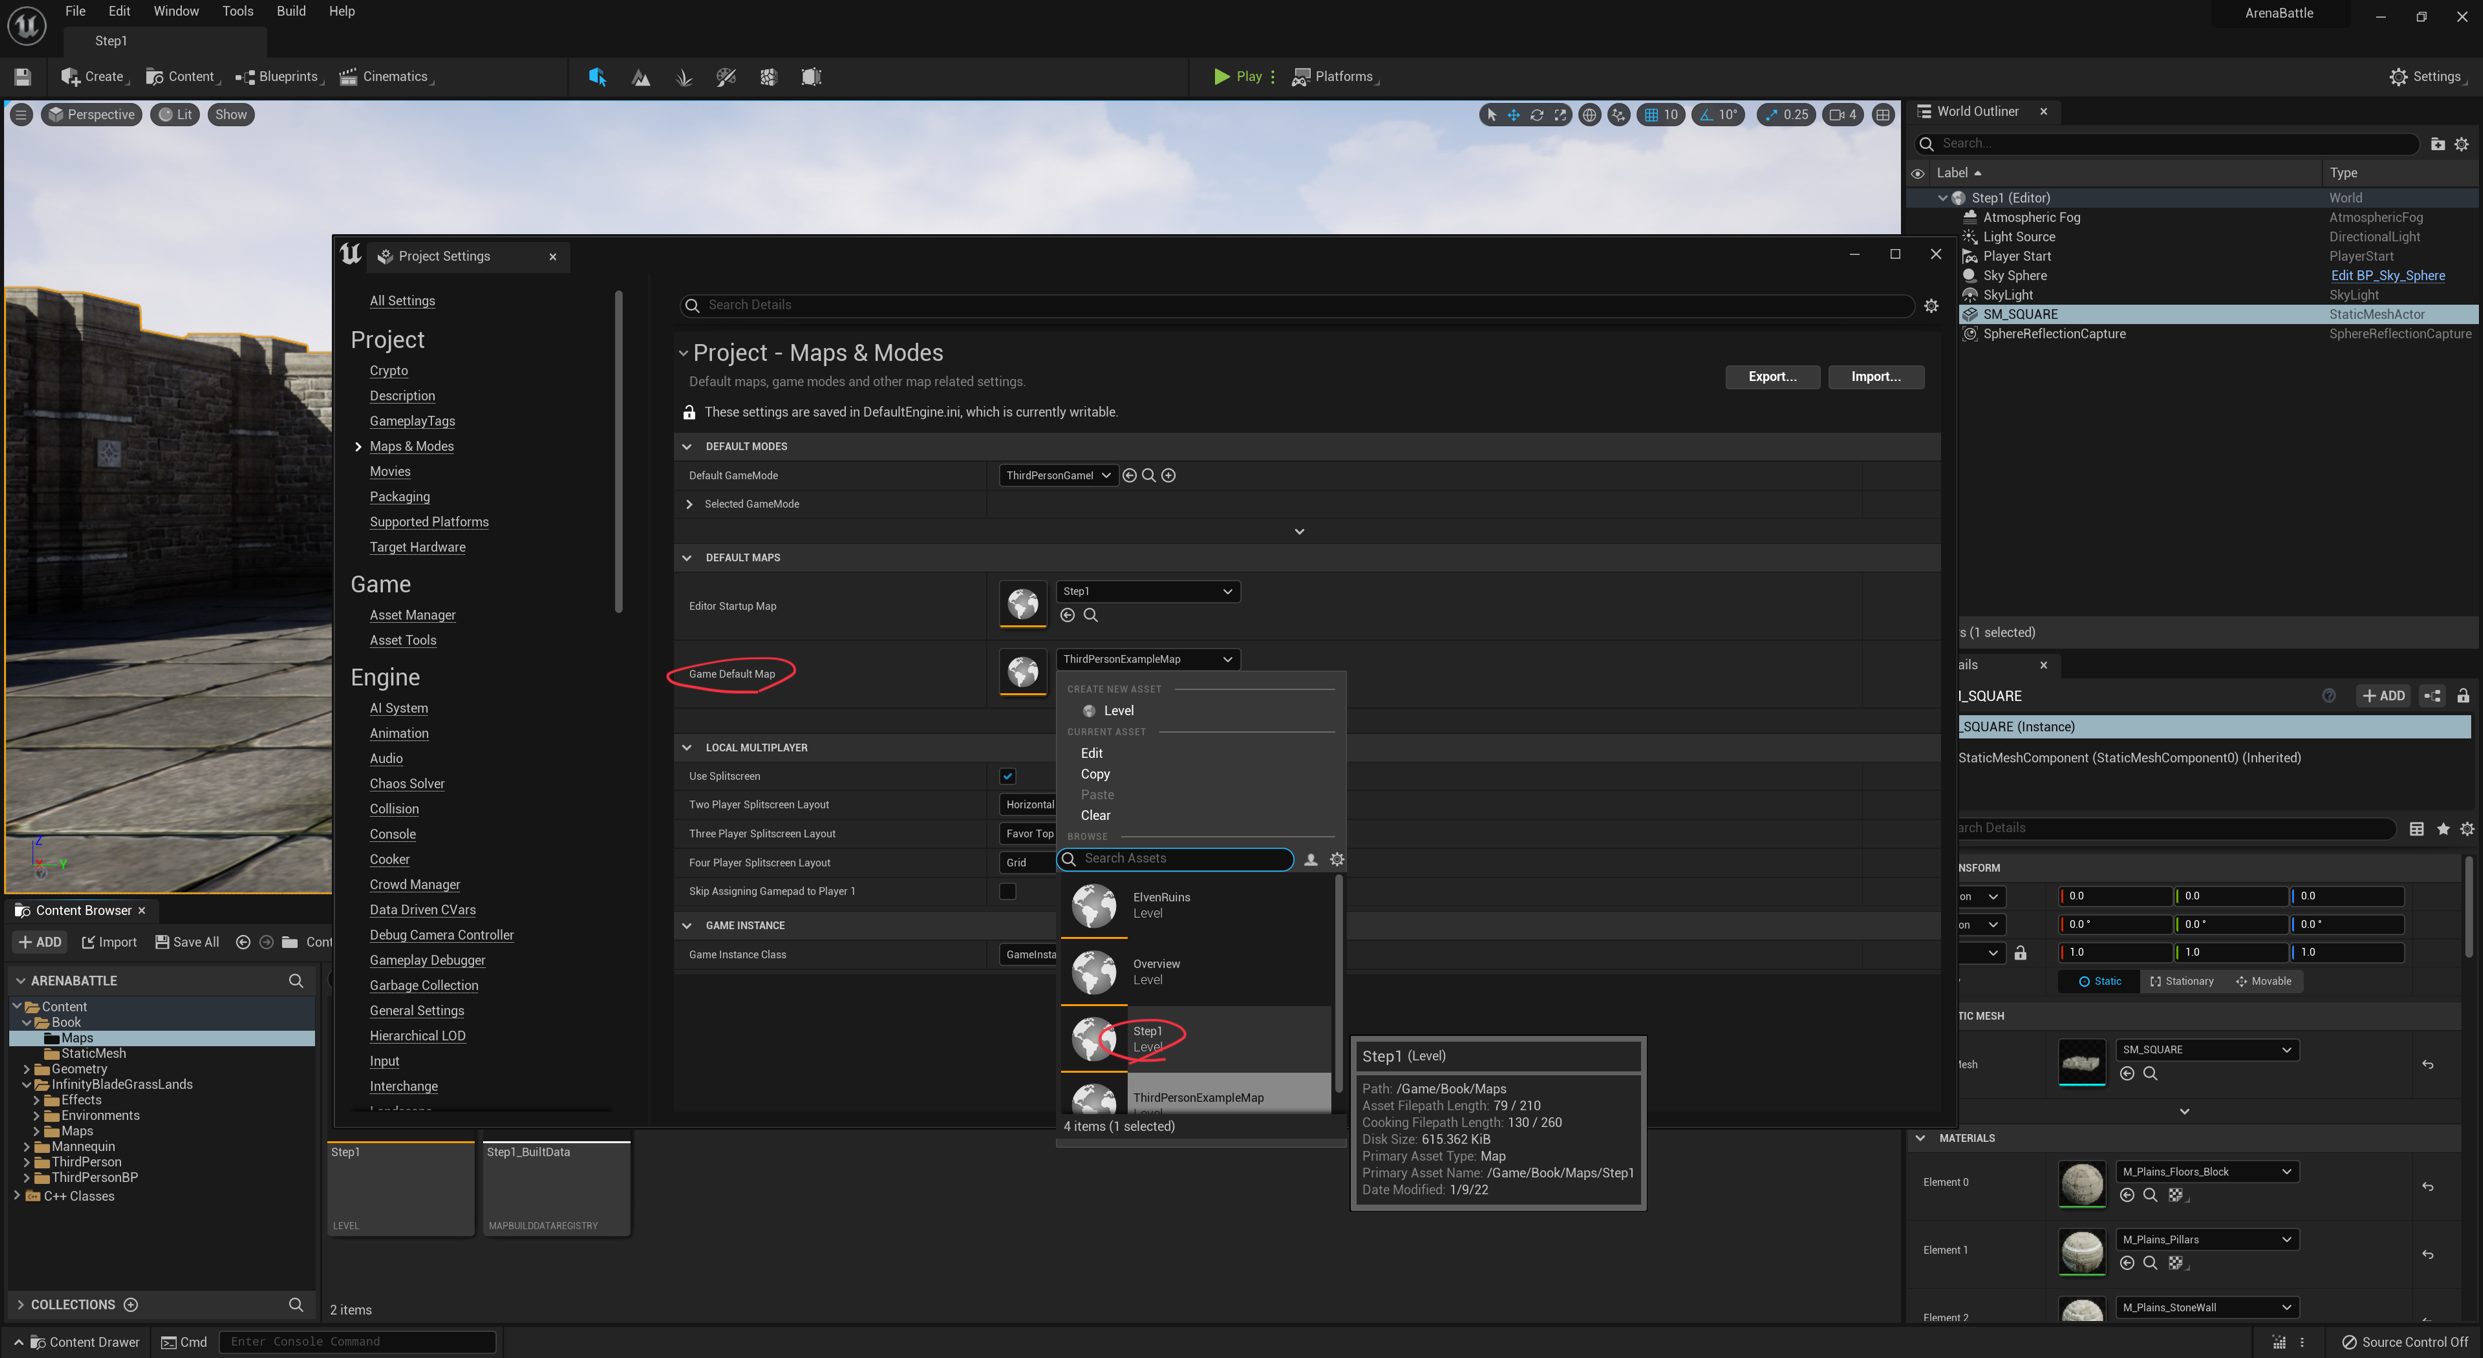 File Edit Window Tools Build Help
ArenaBattle
Step1
Create Content Blueprints Cinematics Play Platforms Settings
Perspective Lit Show
10 10° 0.25 4
World Outliner
Search...
Label Type
Step1 (Editor) World
Atmospheric Fog AtmosphericFog
Light Source DirectionalLight
Player Start PlayerStart
Sky Sphere Edit BP_Sky_Sphere
SkyLight SkyLight
SM_SQUARE StaticMeshActor
SphereReflectionCapture SphereReflectionCapture
s (1 selected)
Project Settings
All Settings
Project
Crypto
Description
GameplayTags
Maps & Modes
Movies
Packaging
Supported Platforms
Target Hardware
Game
Asset Manager
Asset Tools
Engine
AI System
Animation
Audio
Chaos Solver
Collision
Console
Cooker
Crowd Manager
Data Driven CVars
Debug Camera Controller
Gameplay Debugger
Garbage Collection
General Settings
Hierarchical LOD
Input
Interchange
Search Details
Project - Maps & Modes
Default maps, game modes and other map related settings.
Export... Import...
These settings are saved in DefaultEngine.ini, which is currently writable.
DEFAULT MODES
Default GameMode ThirdPersonGameI
Selected GameMode
DEFAULT MAPS
Editor Startup Map Step1
Game Default Map ThirdPersonExampleMap
LOCAL MULTIPLAYER
Use Splitscreen
Two Player Splitscreen Layout Horizontal
Three Player Splitscreen Layout Favor Top
Four Player Splitscreen Layout Grid
Skip Assigning Gamepad to Player 1
GAME INSTANCE
Game Instance Class GameInsta
CREATE NEW ASSET
Level
CURRENT ASSET
Edit
Copy
Paste
Clear
BROWSE
Search Assets
ElvenRuins
Level
Overview
Level
Step1
Level
ThirdPersonExampleMap
Level
4 items (1 selected)
Step1 (Level)
Path: /Game/Book/Maps
Asset Filepath Length: 79 / 210
Cooking Filepath Length: 130 / 260
Disk Size: 615.362 KiB
Primary Asset Type: Map
Primary Asset Name: /Game/Book/Maps/Step1
Date Modified: 1/9/22
ails
_SQUARE
ADD
_SQUARE (Instance)
StaticMeshComponent (StaticMeshComponent0) (Inherited)
arch Details
NSFORM
on 0.0 0.0 0.0
on 0.0° 0.0° 0.0°
1.0 1.0 1.0
Static Stationary Movable
TIC MESH
Mesh SM_SQUARE
MATERIALS
Element 0 M_Plains_Floors_Block
Element 1 M_Plains_Pillars
Element 2 M_Plains_StoneWall
Content Browser
ADD Import Save All Cont
ARENABATTLE
Content
Book
Maps
StaticMesh
Geometry
InfinityBladeGrassLands
Effects
Environments
Maps
Mannequin
ThirdPerson
ThirdPersonBP
C++ Classes
COLLECTIONS
Step1
LEVEL
Step1_BuiltData
MAPBUILDDATAREGISTRY
2 items
Content Drawer Cmd Enter Console Command
Source Control Off